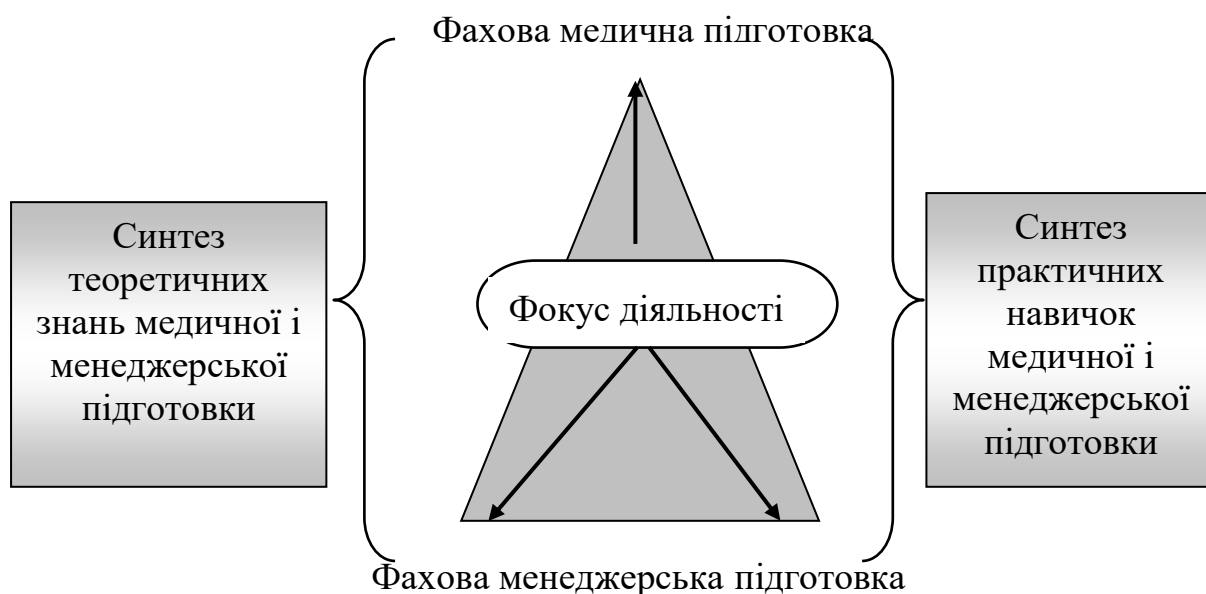 Фахова медична підготовка
Синтез
теоретичних
знань медичної і
менеджерської
підготовки
Фокус діяльності
Синтез
практичних
навичок
медичної і
менеджерської
підготовки
Фахова менеджерська підготовка